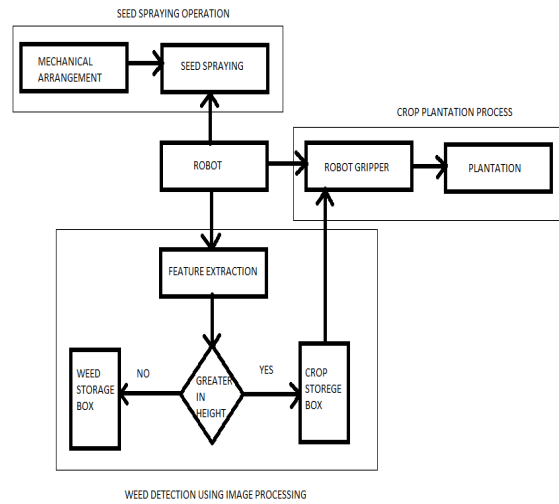 SEED SPRAYING OPERATION
MECHANICAL
ARRANGEMENT
SEED SPRAYING
CROP PLANTATION PROCESS
ROBOT
ROBOT GRIPPER
PLANTATION
FEATURE EXTRACTION
WEED
STORAGE
BOX
NO
GREATER
IN
HEIGHT
YES
CROP
STOREGE
BOX
WEED DETECTION USING IMAGE PROCESSING